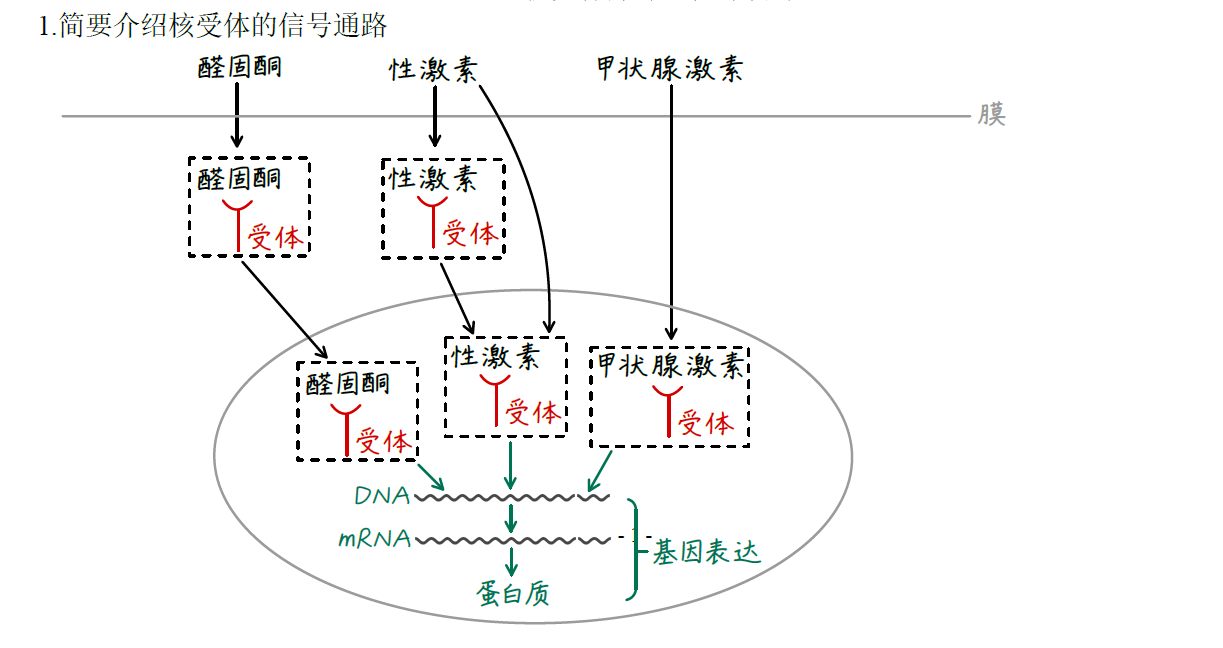 1.简要介绍核受体的信号通路
醛固酮 性激素 甲状腺激素
膜
醛固酮 性激素
受体 受体
性激素 甲状腺激素
醛固酮
受体 受体
受体
DNA
mRNA
基因表达
蛋白质